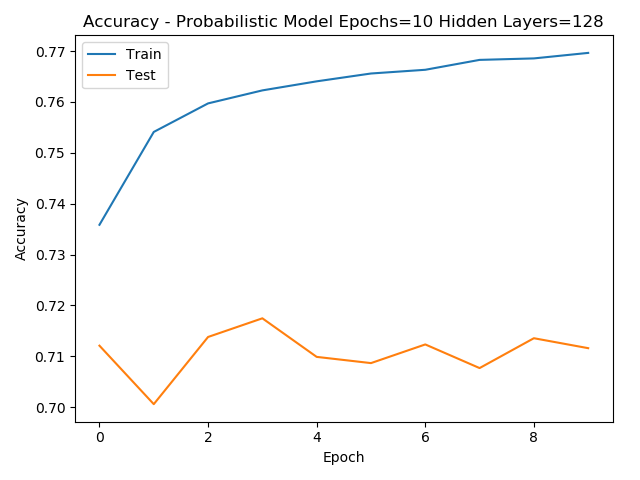 Accuracy - Probabilistic Model Epochs=10 Hidden Layers=128
Train
Test
0.77
0.76
0.75
0.74
0.73
0.72
0.71
0.70
Accuracy
0 2 4 6 8
Epoch